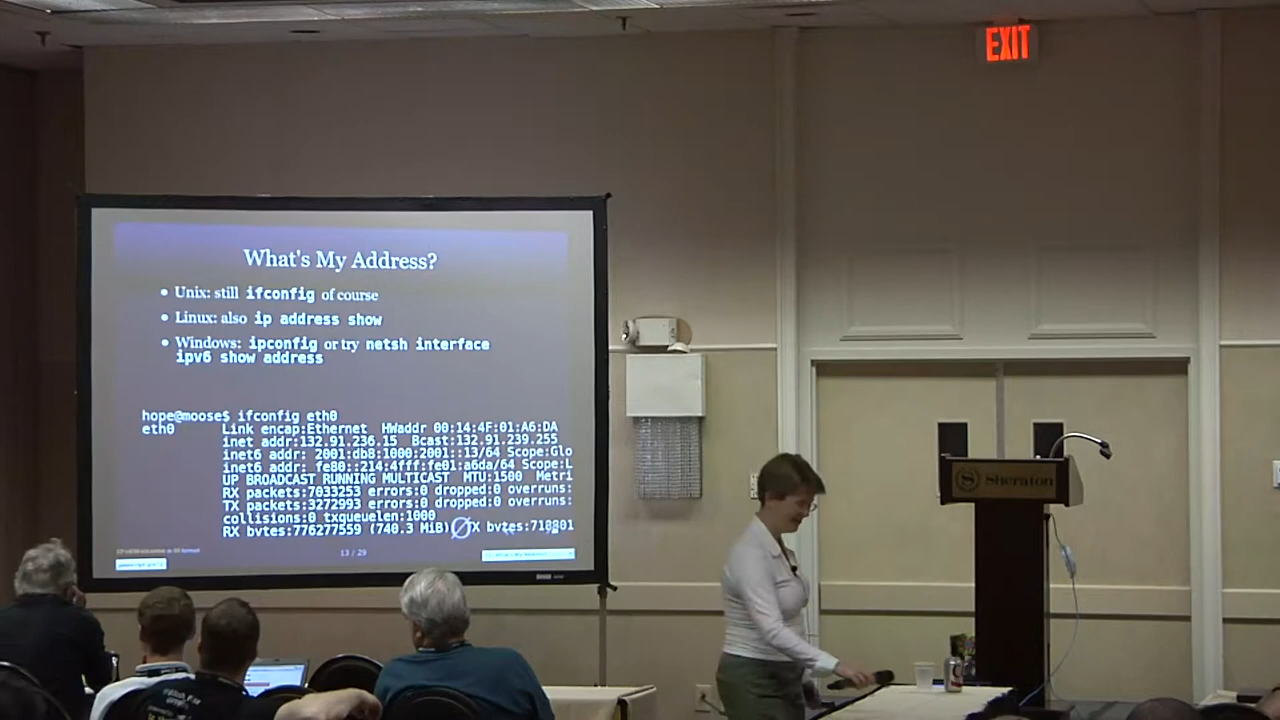 EXIT
What's My Address?
• Unix: still ifconfig of course
• Linux: also ip address show
• Windows: ipconfig or try netsh interface
ipv6 show address
hope@moose$ ifconfig eth0
eth0 Link encap:Ethernet HWaddr 00:14:4F:01:A6:DA
inet addr:132.91.236.15 Bcast:132.91.239.255
inet6 addr: 2001:db8:1000:2001::13/64 Scope:Glo
inet6 addr: fe80::214:4fff:fe01:a6da/64 Scope:L
UP BROADCAST RUNNING MULTICAST MTU:1500 Metri
RX packets:7033253 errors:0 dropped:0 overruns:
TX packets:3272993 errors:0 dropped:0 overruns:
collisions:0 txqueuelen:1000
RX bytes:776277559 (740.3 MiB) TX bytes:
13 / 29
Sheraton